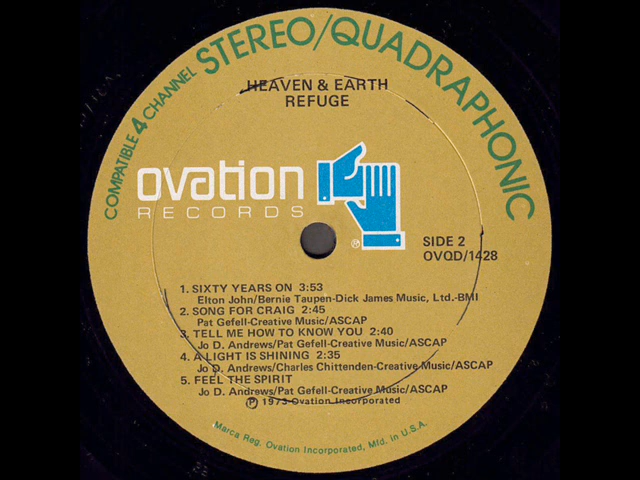 COMPATIBLE 4 CHANNEL STEREO/QUADRAPHONIC
HEAVEN & EARTH
REFUGE
ovation
RECORDS
®
SIDE 2
OVQD/1428
1. SIXTY YEARS ON 3:53
Elton John/Bernie Taupen-Dick James Music, Ltd.-BMI
2. SONG FOR CRAIG 2:45
Pat Gefell-Creative Music/ASCAP
3. TELL ME HOW TO KNOW YOU 2:40
Jo D. Andrews/Pat Gefell-Creative Music/ASCAP
4. A LIGHT IS SHINING 2:35
Jo D. Andrews/Charles Chittenden-Creative Music/ASCAP
5. FEEL THE SPIRIT
Jo D. Andrews/Pat Gefell-Creative Music/ASCAP
℗ 1973 Ovation Incorporated
Marca Reg. Ovation Incorporated, Mfd. in U.S.A.